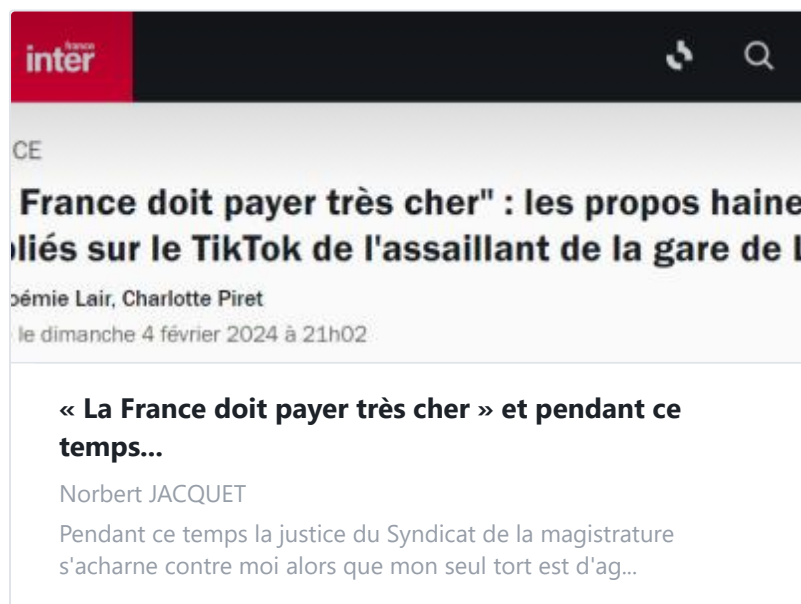 france
inter
CE
France doit payer très cher" : les propos haine
liés sur le TikTok de l'assaillant de la gare de L
oémie Lair, Charlotte Piret
le dimanche 4 février 2024 à 21h02
« La France doit payer très cher » et pendant ce
temps...
Norbert JACQUET
Pendant ce temps la justice du Syndicat de la magistrature
s'acharne contre moi alors que mon seul tort est d'ag...